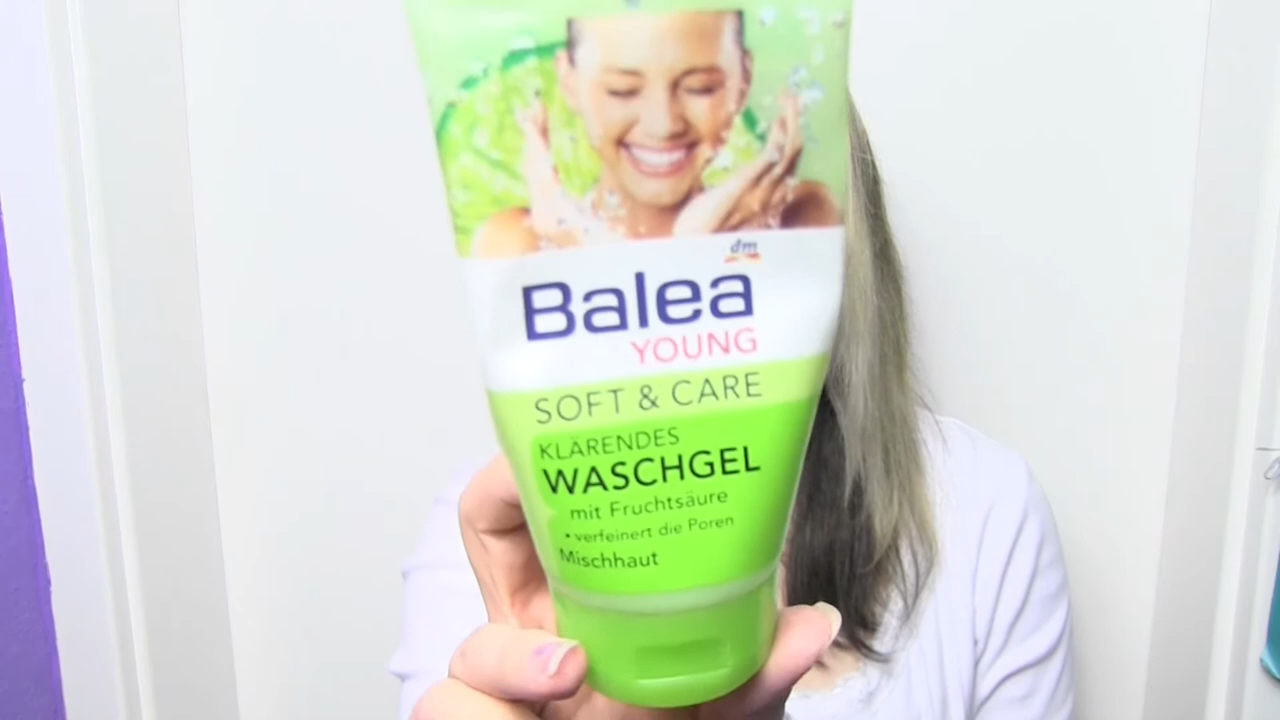 dm
Balea
YOUNG
SOFT & CARE
KLÄRENDES
WASCHGEL
mit Fruchtsäure
• verfeinert die Poren
Mischhaut